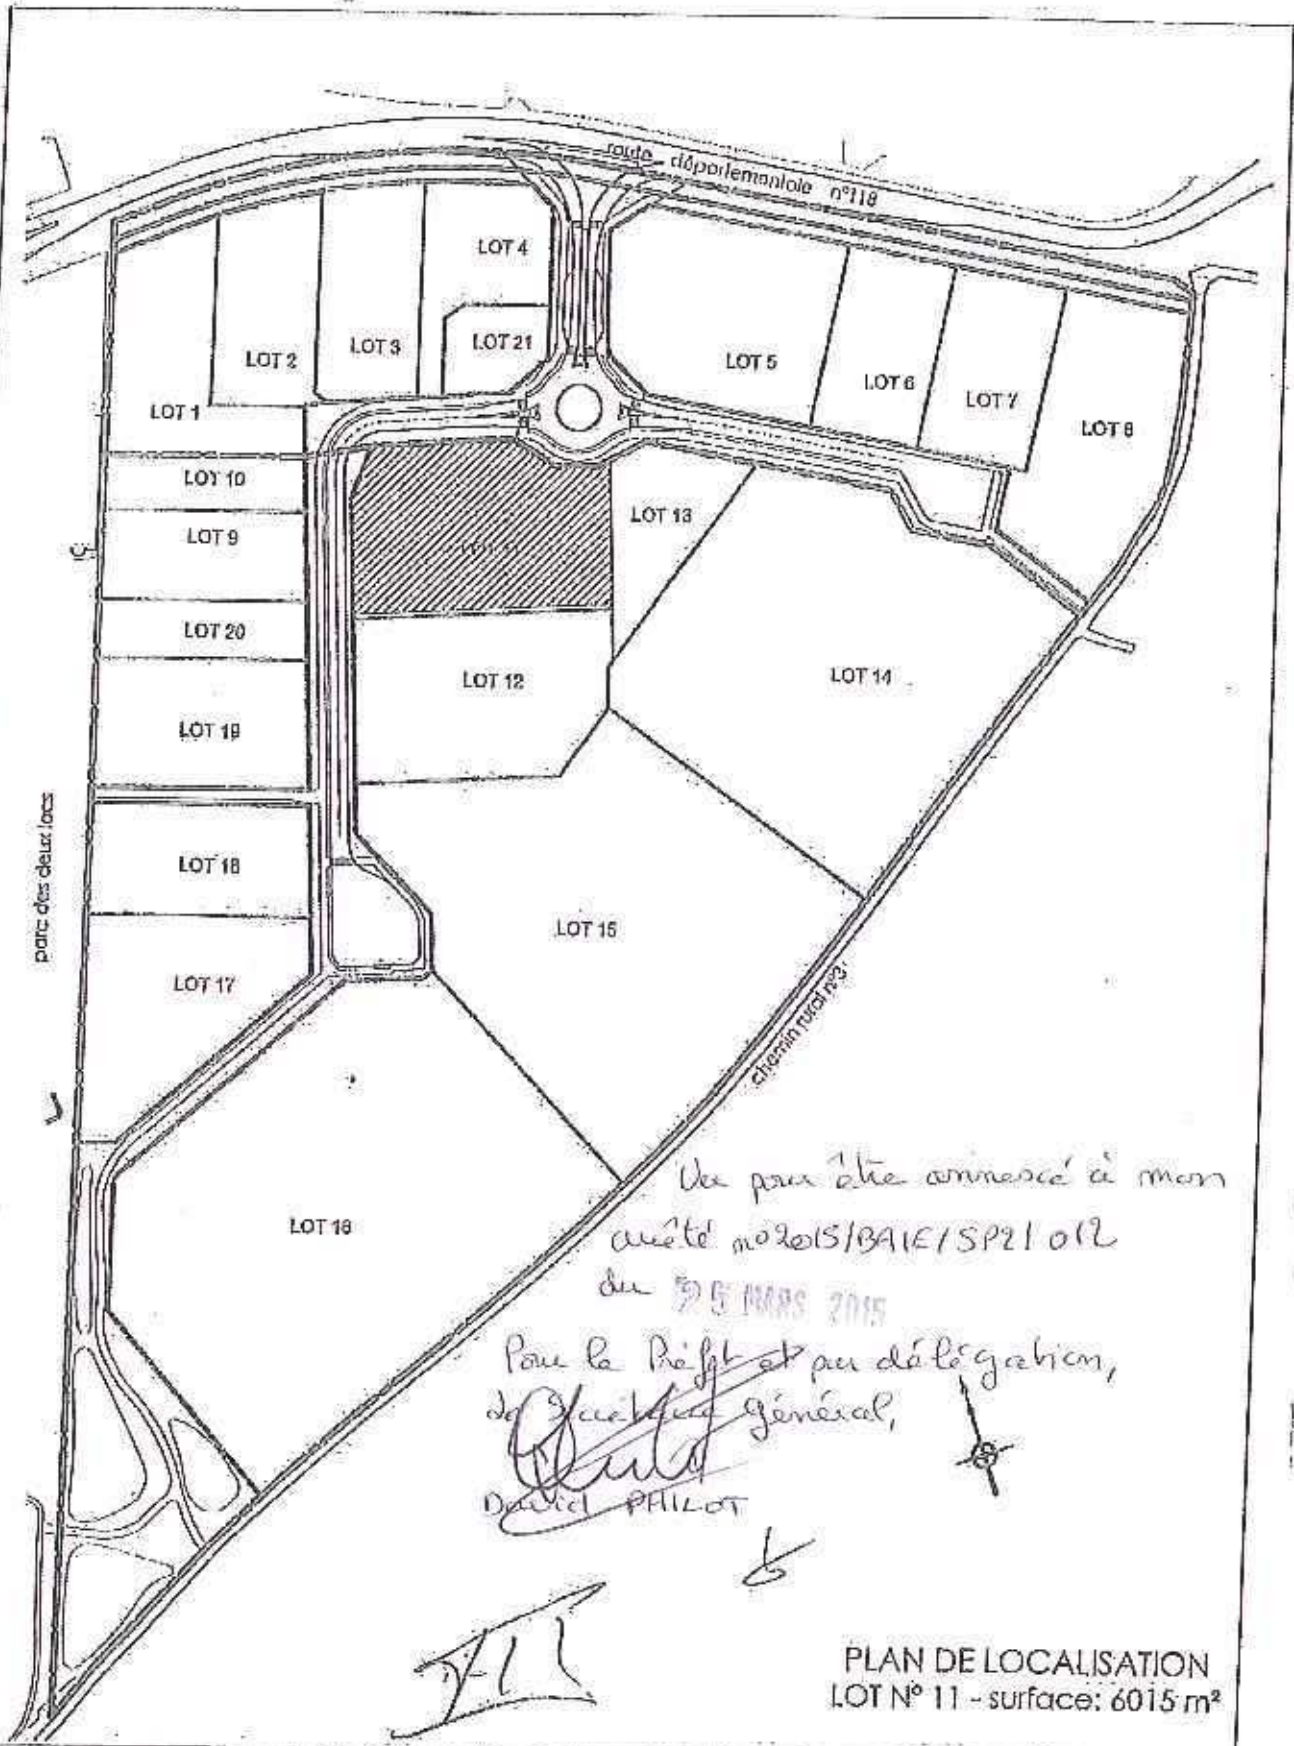 route départementale n°118
LOT 4
LOT 2
LOT 3
LOT 21
LOT 5
LOT 6
LOT 7
LOT 8
LOT 1
LOT 10
LOT 9
LOT 13
LOT 20
LOT 12
LOT 14
LOT 19
parc des deux lacs
LOT 18
LOT 15
LOT 17
chemin rural n°3
LOT 16
Vu pour être annexé à mon
arrêté n°2015/BAIE/SP21 012
du MARS 2015
Pour le Préfet et par délégation,
Le Secrétaire Général,
David PHILOT
PLAN DE LOCALISATION
LOT N° 11 - surface: 6015 m²